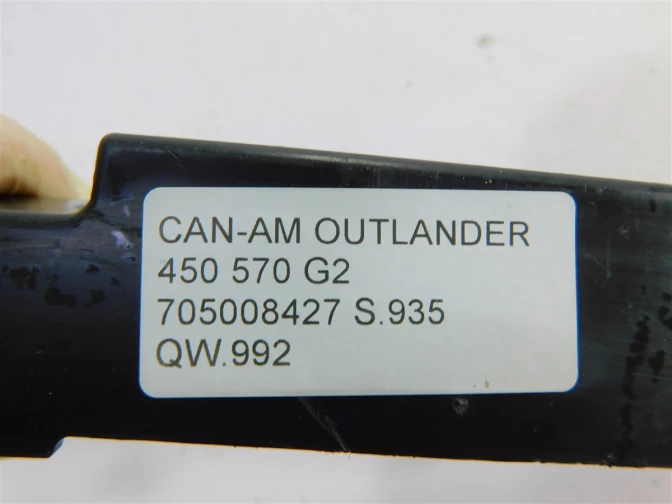 CAN-AM OUTLANDER
450 570 G2
705008427 S.935
QW.992